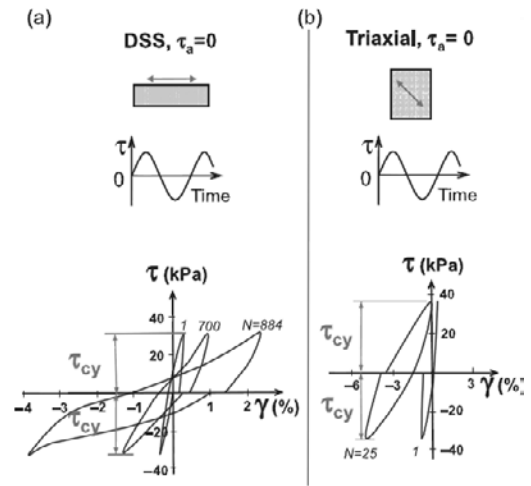 (a)
DSS, τa=0
τ
0
Time
τ (kPa)
40
20
−20
−40
1 700 N=884
τcy
τcy
−4 −3 −2 −1 0 1 2
γ (%)
(b)
Triaxial, τa = 0
τ
0
Time
τ (kPa)
40
20
0
−20
−40
τcy
τcy
−6 −3 3
γ (%)
N=25 1